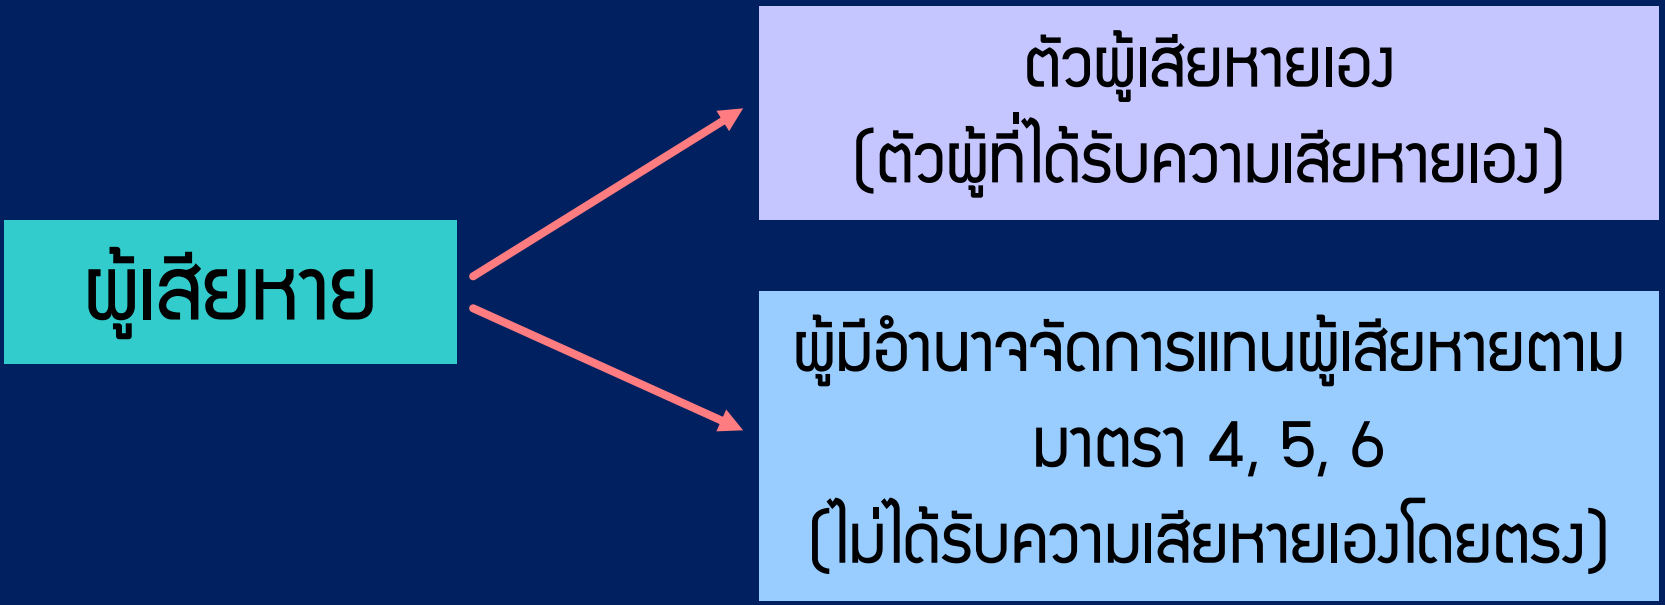 ผู้เสียหาย
ตัวผู้เสียหายเอง
(ตัวผู้ที่ได้รับความเสียหายเอง)
ผู้มีอำนาจจัดการแทนผู้เสียหายตาม
มาตรา 4, 5, 6
(ไม่ได้รับความเสียหายเองโดยตรง)